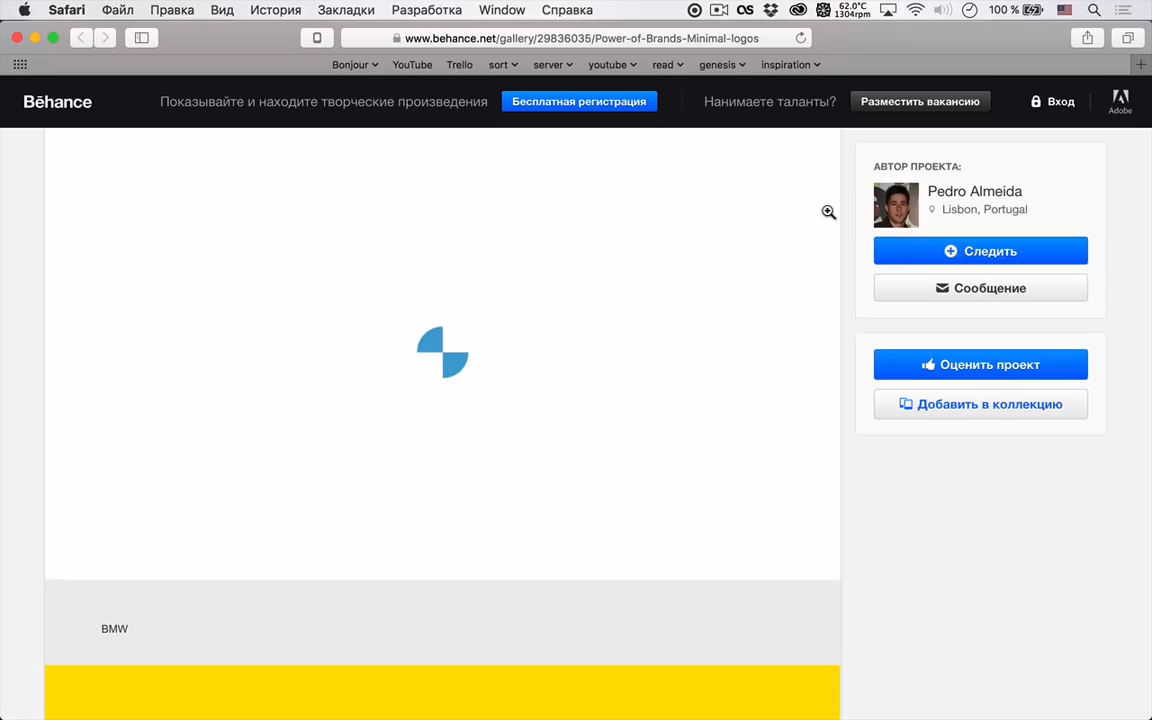 Safari Файл Правка Вид История Закладки Разработка Window Справка 62.0°C 1304rpm 100 %
www.behance.net/gallery/29836035/Power-of-Brands-Minimal-logos
Bonjour YouTube Trello sort server youtube read genesis inspiration
Bēhance Показывайте и находите творческие произведения Бесплатная регистрация Нанимаете таланты? Разместить вакансию Вход Adobe
АВТОР ПРОЕКТА:
Pedro Almeida
Lisbon, Portugal
Следить
Сообщение
Оценить проект
Добавить в коллекцию
BMW